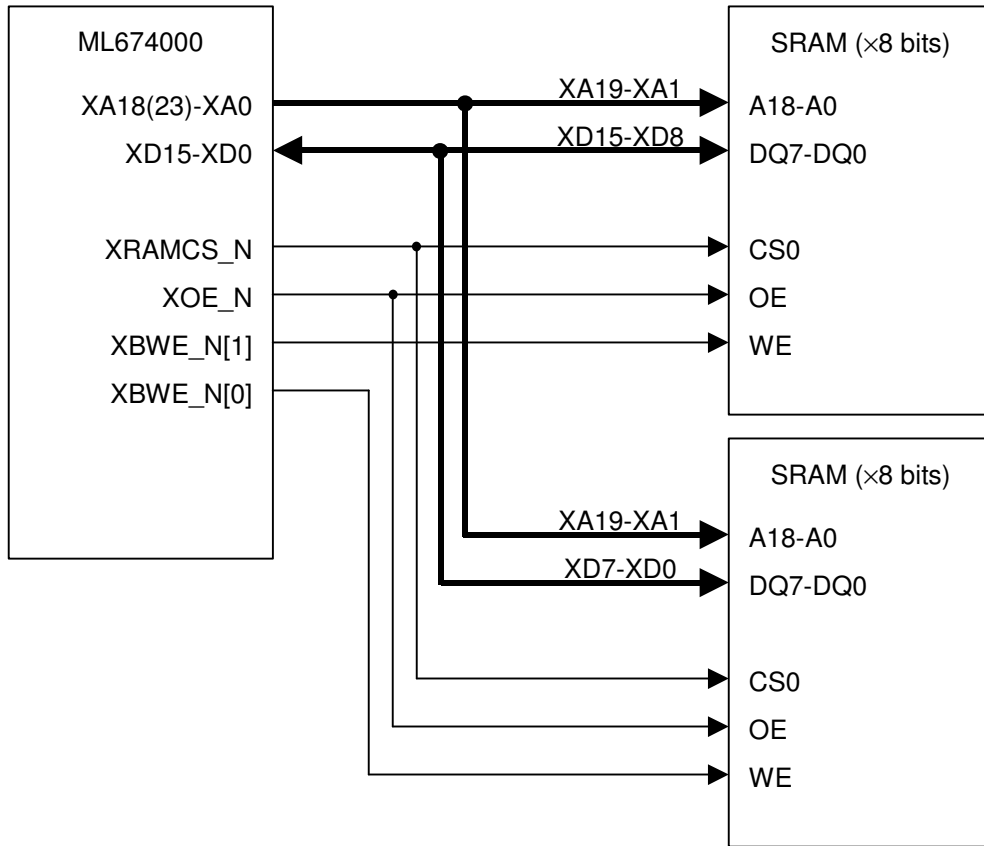 ML674000
XA18(23)-XA0
XD15-XD0
XRAMCS_N
XOE_N
XBWE_N[1]
XBWE_N[0]
XA19-XA1
XD15-XD8
SRAM (×8 bits)
A18-A0
DQ7-DQ0
CS0
OE
WE
XA19-XA1
XD7-XD0
SRAM (×8 bits)
A18-A0
DQ7-DQ0
CS0
OE
WE